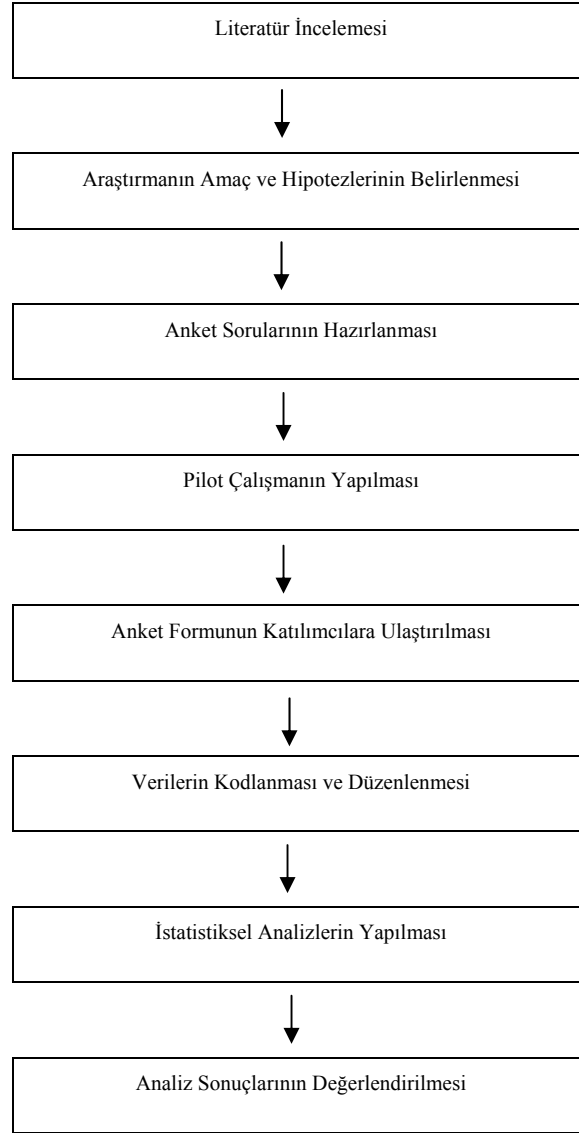 Literatür İncelemesi
Araştırmanın Amaç ve Hipotezlerinin Belirlenmesi
Anket Sorularının Hazırlanması
Pilot Çalışmanın Yapılması
Anket Formunun Katılımcılara Ulaştırılması
Verilerin Kodlanması ve Düzenlenmesi
İstatistiksel Analizlerin Yapılması
Analiz Sonuçlarının Değerlendirilmesi